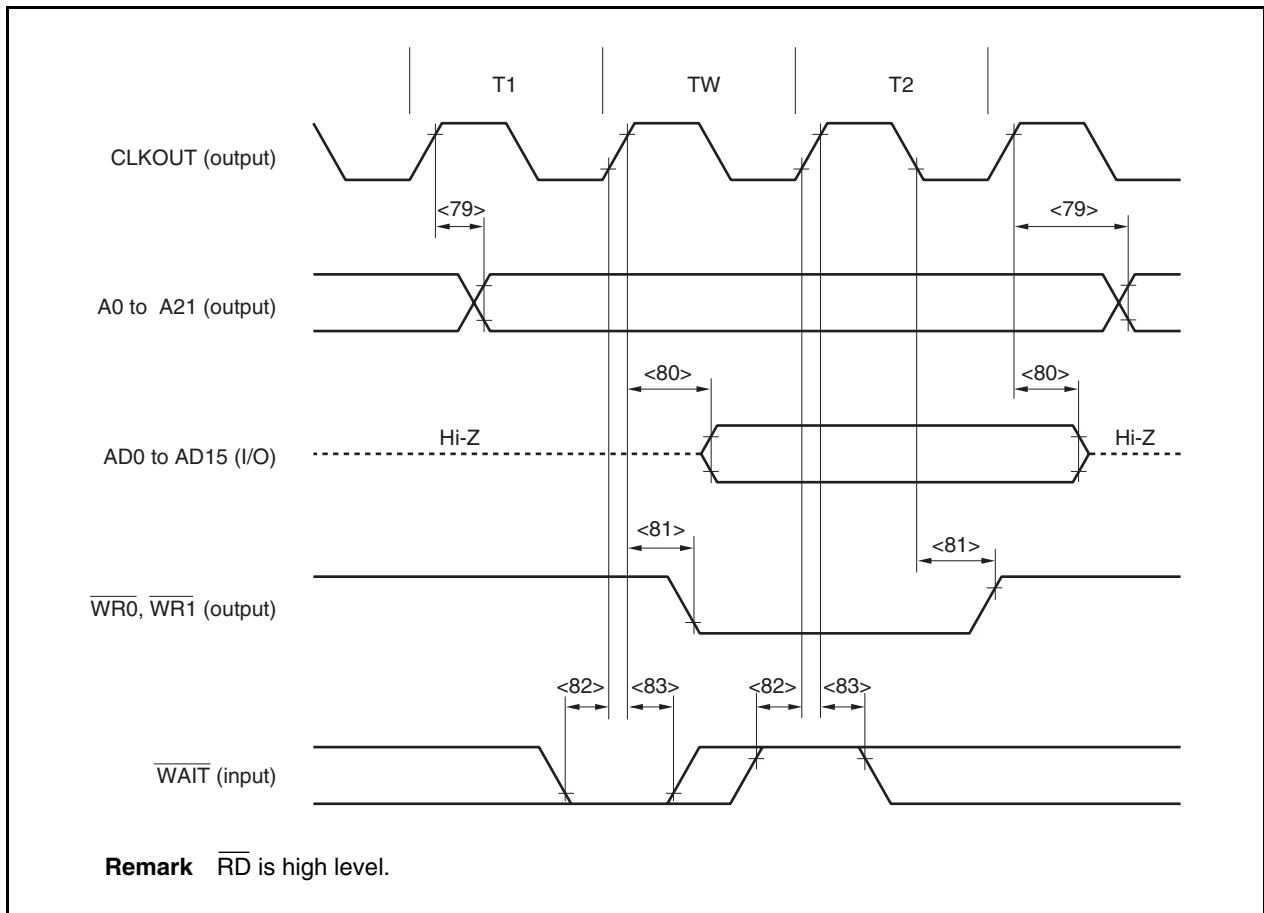 T1 TW T2
CLKOUT (output)
<79> <79>
A0 to A21 (output)
<80> <80>
Hi-Z Hi-Z
AD0 to AD15 (I/O)
<81> <81>
WR0, WR1 (output)
<82> <83> <82> <83>
WAIT (input)
Remark RD is high level.